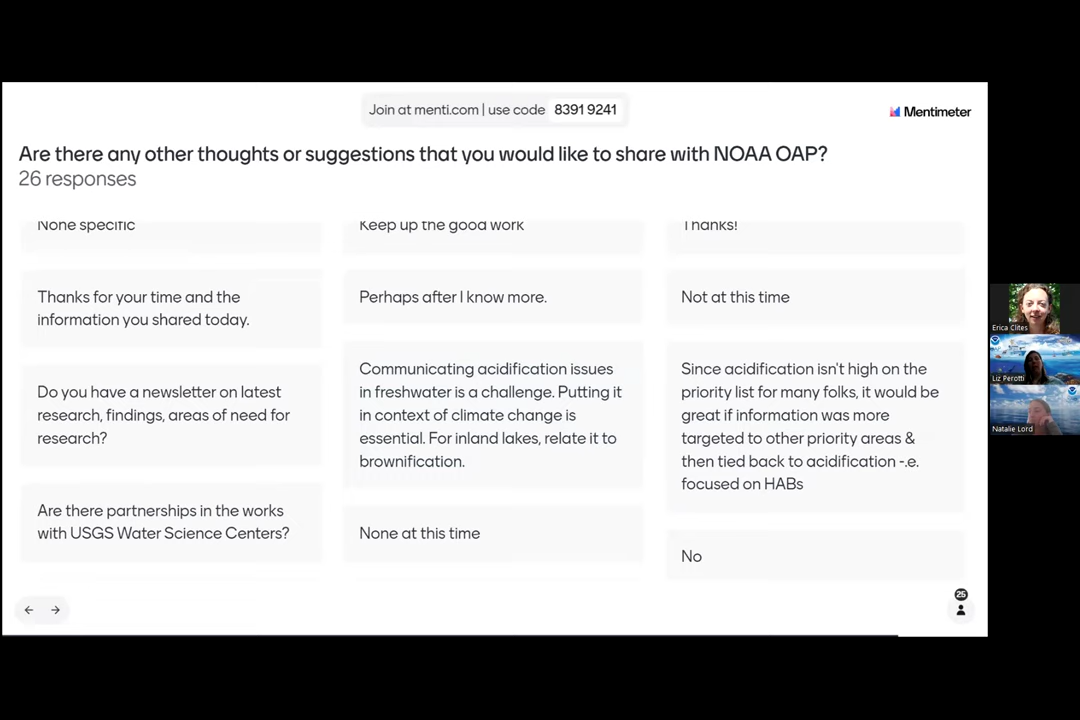 Join at menti.com | use code 8391 9241
Mentimeter
Are there any other thoughts or suggestions that you would like to share with NOAA OAP?
26 responses
None specific
Thanks for your time and the
information you shared today.
Do you have a newsletter on latest
research, findings, areas of need for
research?
Are there partnerships in the works
with USGS Water Science Centers?
Keep up the good work
Perhaps after I know more.
Communicating acidification issues
in freshwater is a challenge. Putting it
in context of climate change is
essential. For inland lakes, relate it to
brownification.
None at this time
Thanks!
Not at this time
Since acidification isn't high on the
priority list for many folks, it would be
great if information was more
targeted to other priority areas &
then tied back to acidification -.e.
focused on HABs
No
25
Erica Clites
Liz Perotti
Natalie Lord